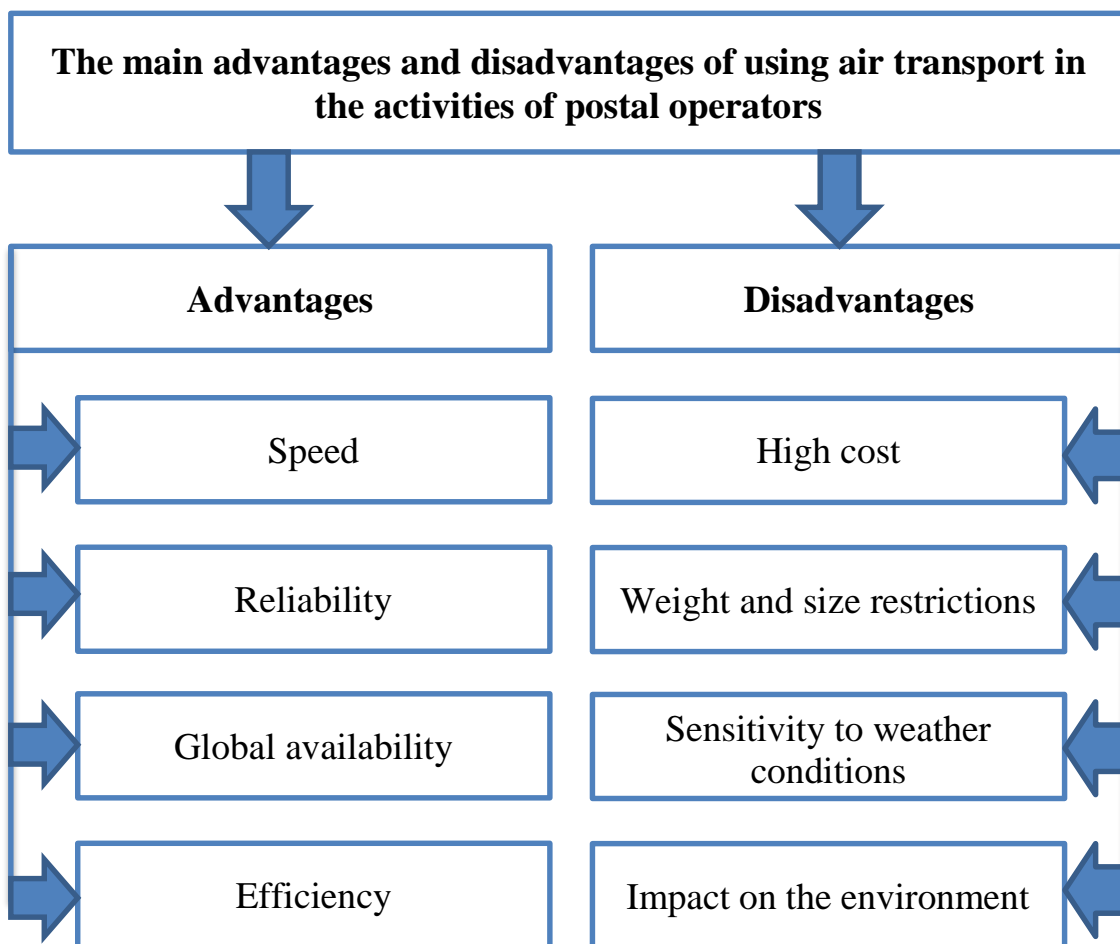 The main advantages and disadvantages of using air transport in
the activities of postal operators
Advantages
Disadvantages
Speed
High cost
Reliability
Weight and size restrictions
Global availability
Sensitivity to weather
conditions
Efficiency
Impact on the environment